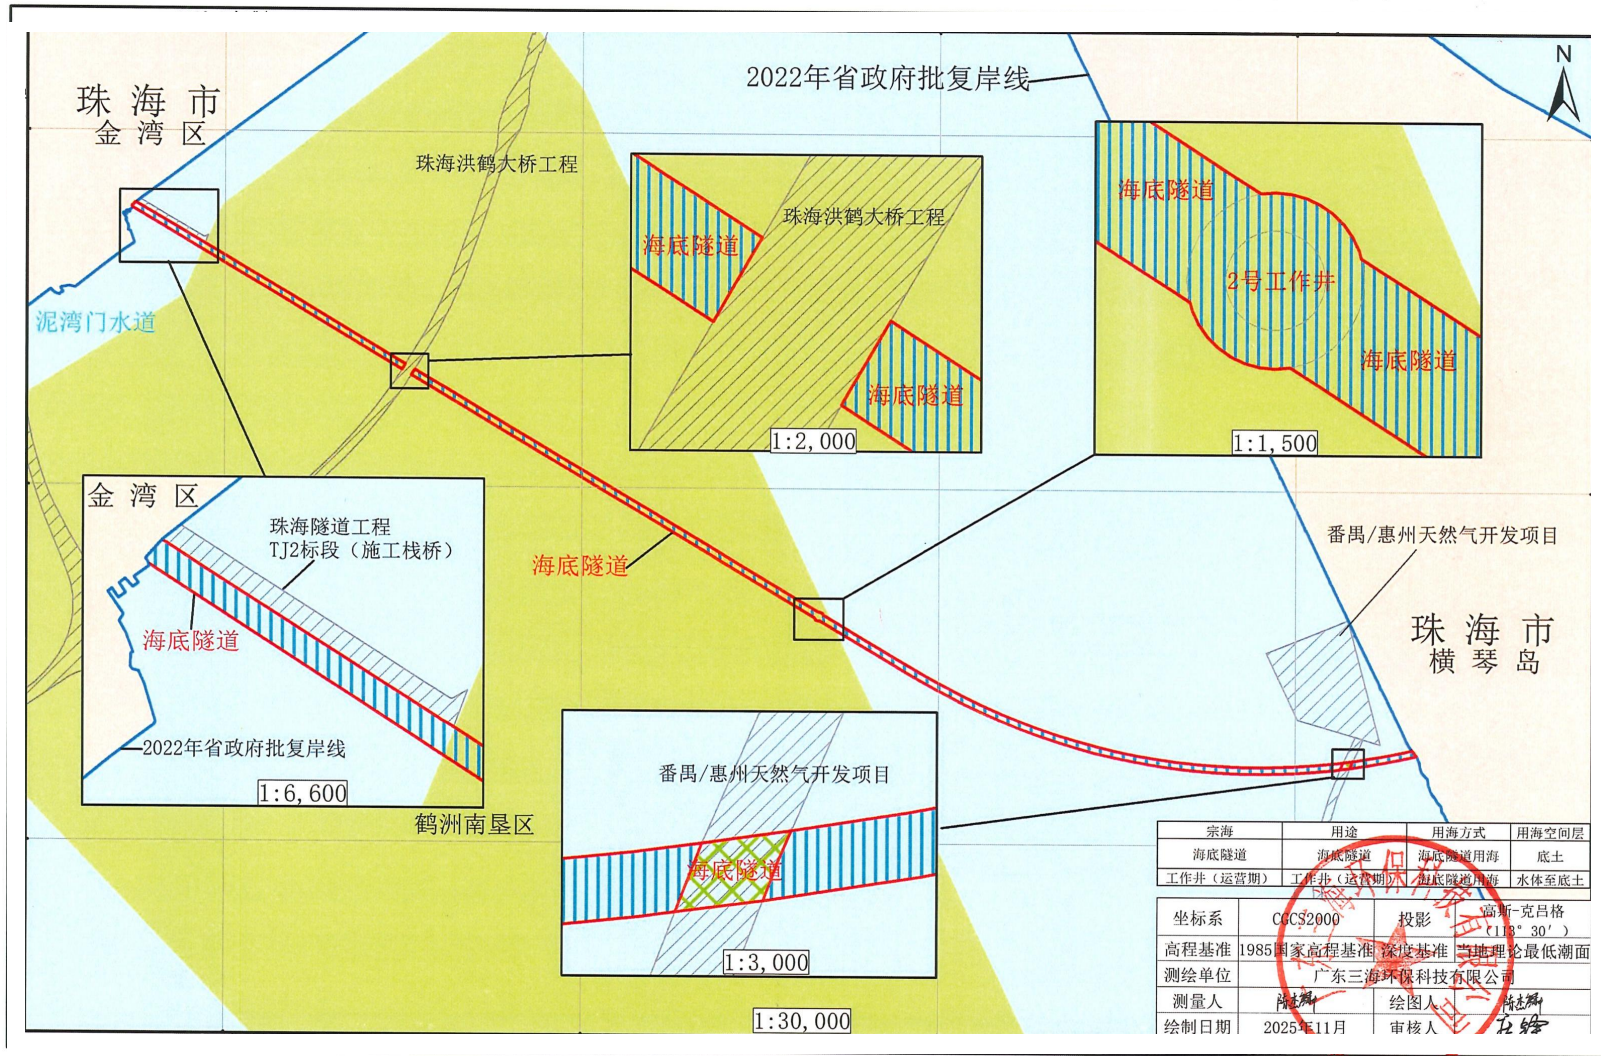 珠海市
金湾区
2022年省政府批复岸线
N
珠海洪鹤大桥工程
泥湾门水道
海底隧道
珠海洪鹤大桥工程
海底隧道
1:2,000
海底隧道
2号工作井
海底隧道
1:1,500
金湾区
珠海隧道工程
TJ2标段（施工栈桥）
海底隧道
2022年省政府批复岸线
1:6,600
海底隧道
番禺/惠州天然气开发项目
珠海市
横琴岛
鹤洲南垦区
番禺/惠州天然气开发项目
海底隧道
1:3,000
1:30,000
宗海 用途 用海方式 用海空间层
海底隧道 海底隧道 海底隧道用海 底土
工作井（运营期） 工作井（运营期） 海底隧道用海 水体至底土
坐标系 CGCS2000 投影 高斯-克吕格（113°30′）
高程基准 1985国家高程基准 深度基准 当地理论最低潮面
测绘单位 广东三海环保科技有限公司
测量人 绘图人
绘制日期 2025年11月 审核人
广东三海环保科技有限公司